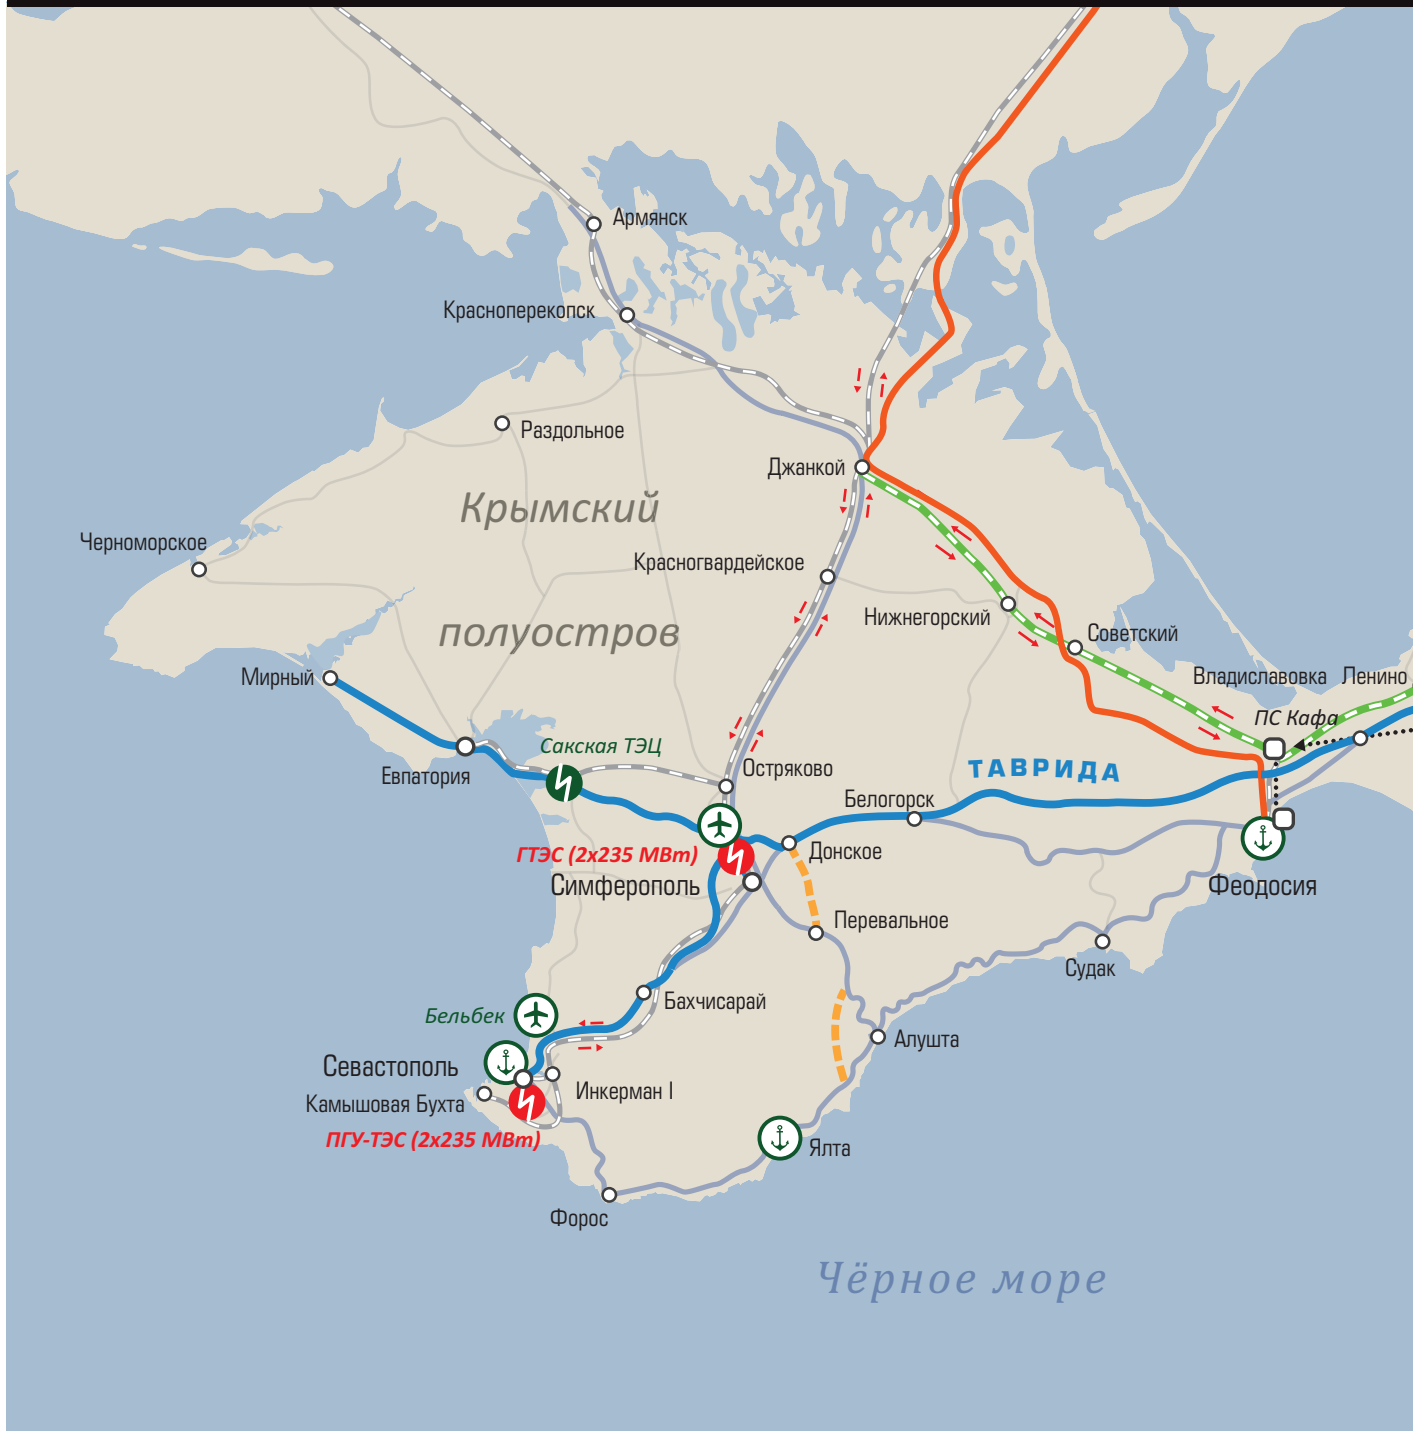 Армянск
Красноперекопск
Раздольное
Джанкой
Крымский
Черноморское
Красногвардейское
Нижнегорский
полуостров
Советский
Мирный
Владиславовка
Ленино
ПС Кафа
Сакская ТЭЦ
Евпатория
Остряково
ТАВРИДА
Белогорск
ГТЭС (2x235 МВт)
Донское
Симферополь
Феодосия
Перевальное
Судак
Бахчисарай
Бельбек
Алушта
Севастополь
Инкерман I
Камышовая Бухта
ПГУ-ТЭС (2x235 МВт)
Ялта
Форос
Чёрное море